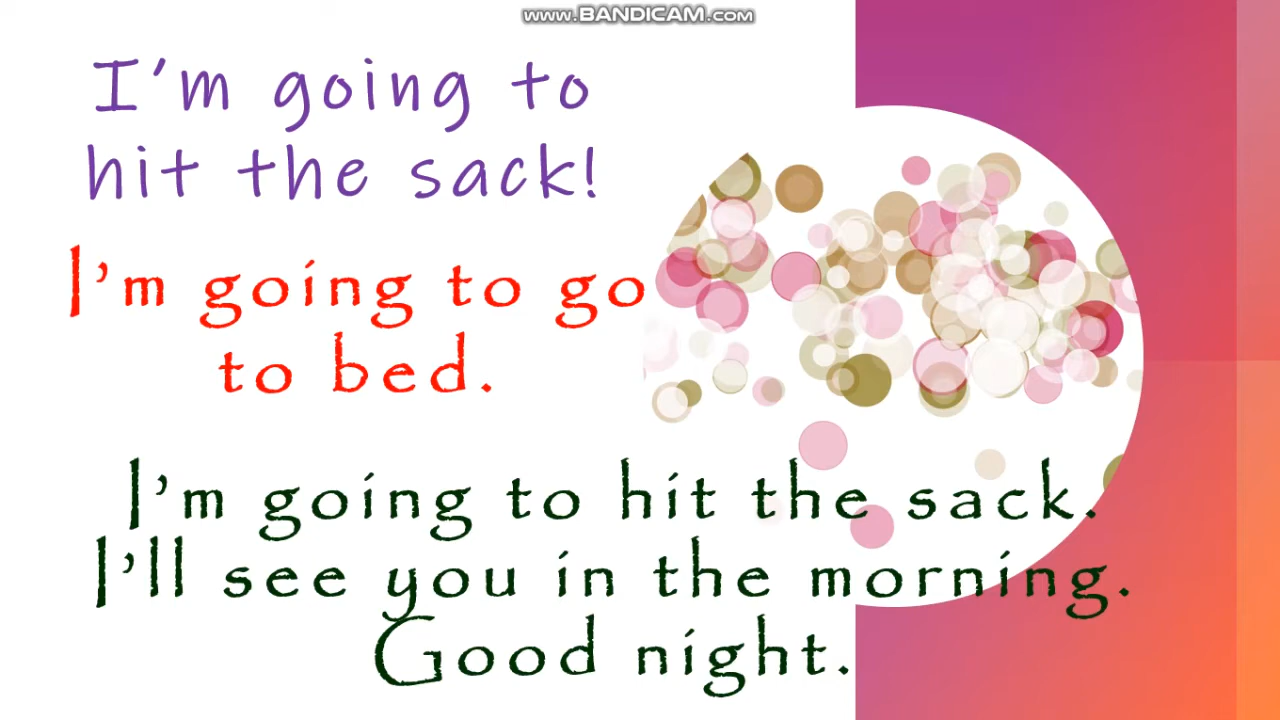 www.BANDICAM.com
I'm going to
hit the sack!
I'm going to go
to bed.
I'm going to hit the sack.
I'll see you in the morning.
Good night.